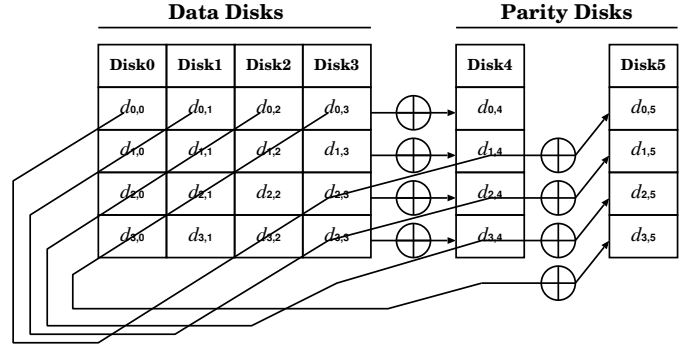 Data Disks Parity Disks
Disk0 Disk1 Disk2 Disk3 Disk4 Disk5
d0,0 d0,1 d0,2 d0,3 d0,4 d0,5
d1,0 d1,1 d1,2 d1,3 d1,4 d1,5
d2,0 d2,1 d2,2 d2,3 d2,4 d2,5
d3,0 d3,1 d3,2 d3,3 d3,4 d3,5